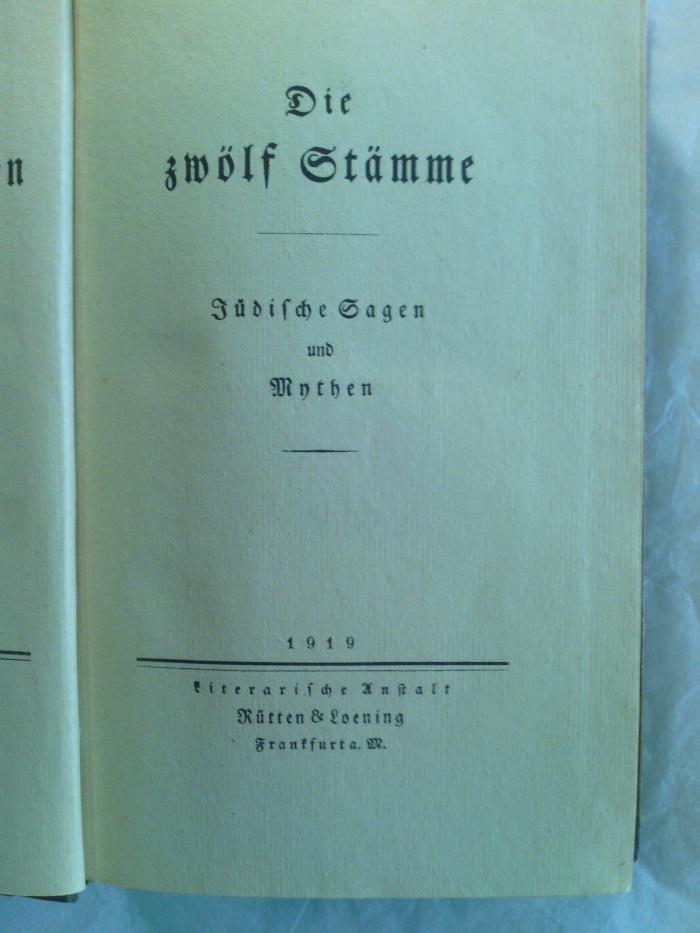 Die
zwölf Stämme
Jüdische Sagen
und
Mythen
1919
Literarische Anstalt
Rütten & Loening
Frankfurt a. M.